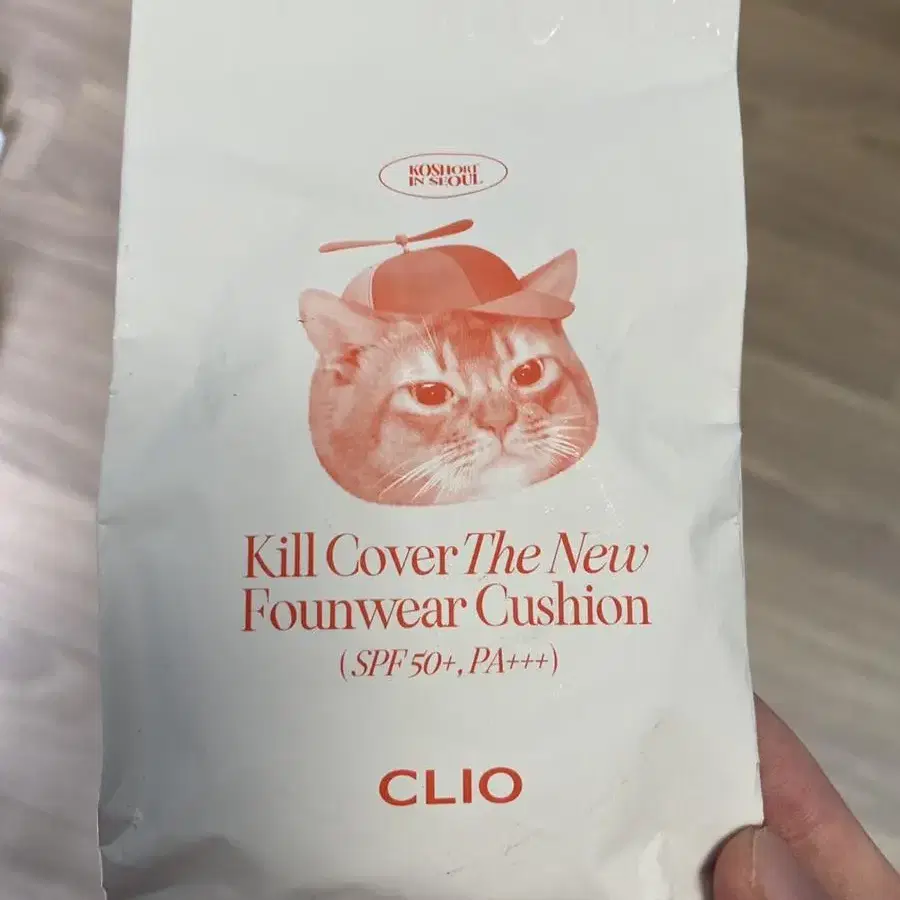 KOSHORT
IN SEOUL
Kill Cover The New
Founwear Cushion
(SPF 50+, PA+++)
CLIO